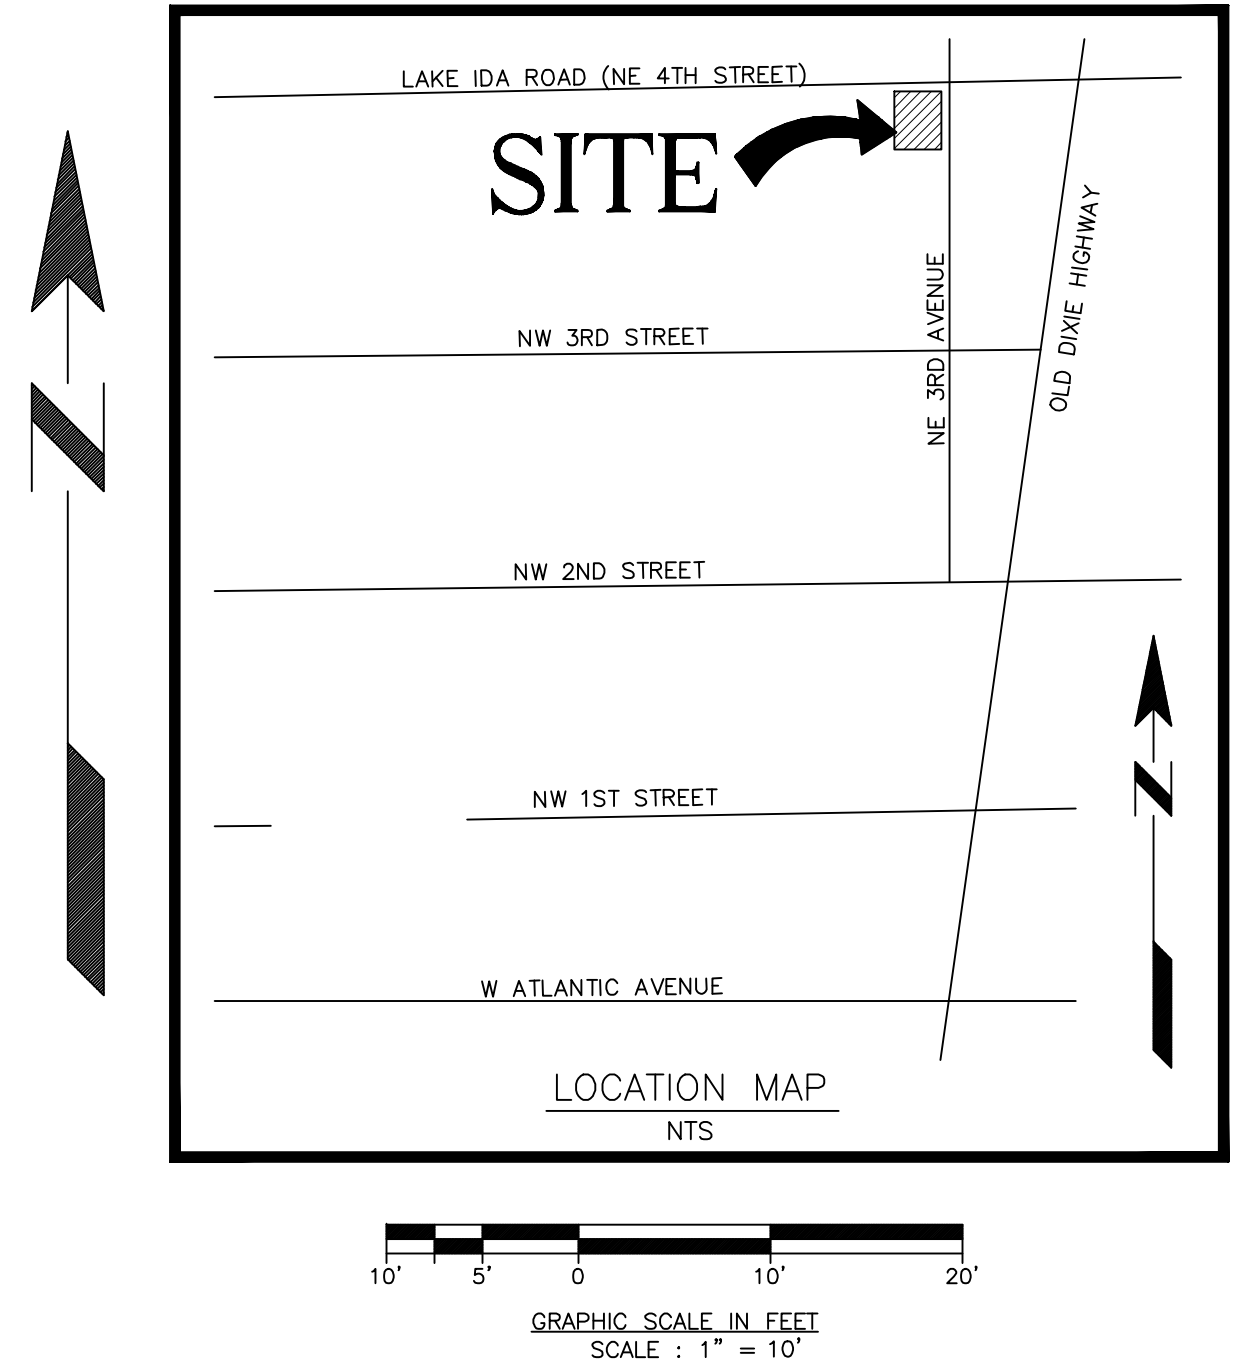 LAKE IDA ROAD (NE 4TH STREET)
SITE
N
NW 3RD STREET
NE 3RD AVENUE
OLD DIXIE HIGHWAY
NW 2ND STREET
N
NW 1ST STREET
W ATLANTIC AVENUE
LOCATION MAP
NTS
10' 5' 0 10' 20'
GRAPHIC SCALE IN FEET
SCALE : 1" = 10'